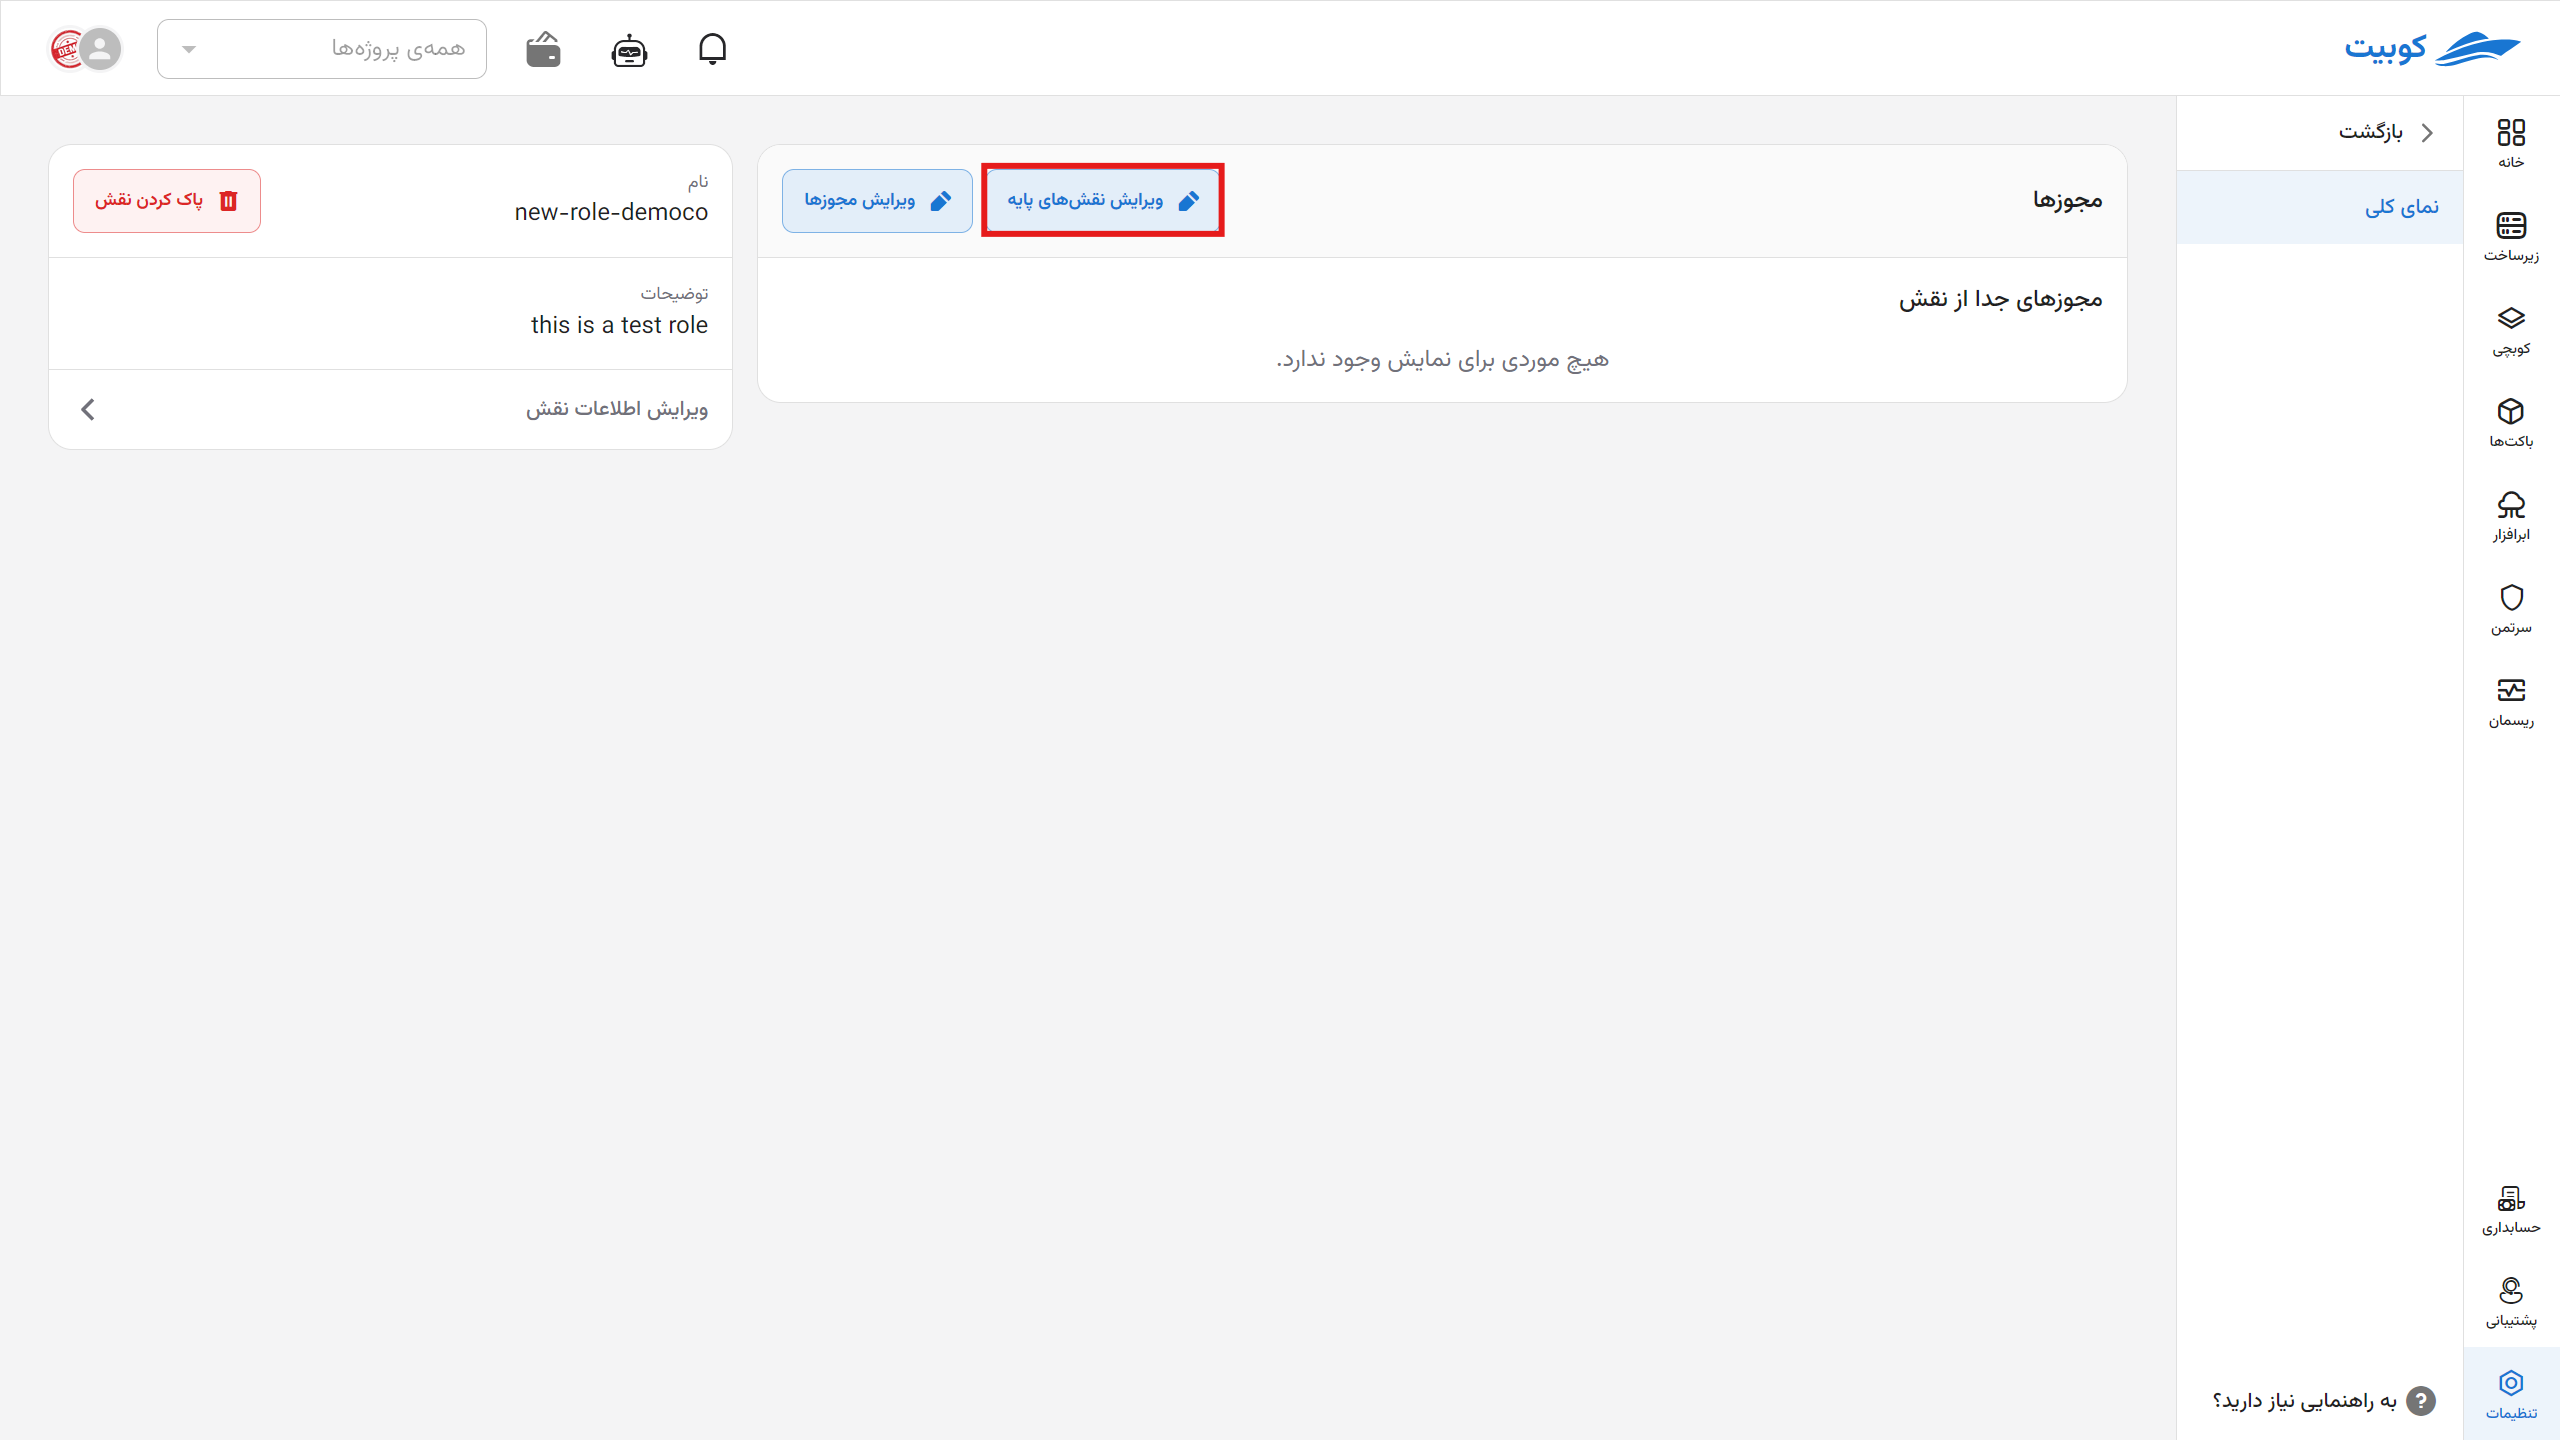 کوبیت
همه‌ی پروژه‌ها
DEM
خانه
زیرساخت
کوبچی
باکت‌ها
ابرافزار
سرتمن
ریسمان
حسابداری
پشتیبانی
تنظیمات
بازگشت
نمای کلی
به راهنمایی نیاز دارید؟
مجوزها
ویرایش نقش‌های پایه
ویرایش مجوزها
مجوزهای جدا از نقش
هیچ موردی برای نمایش وجود ندارد.
نام
new-role-democo
پاک کردن نقش
توضیحات
this is a test role
ویرایش اطلاعات نقش